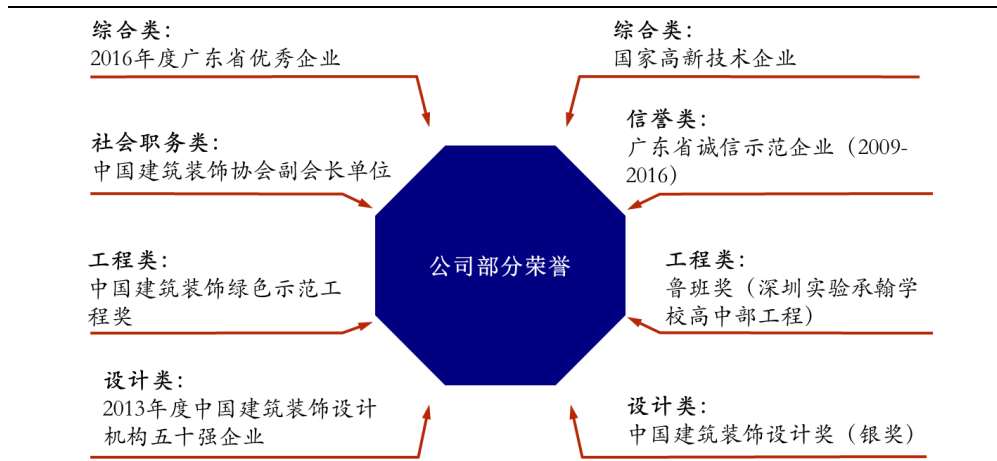 综合类：
2016年度广东省优秀企业
综合类：
国家高新技术企业
社会职务类：
中国建筑装饰协会副会长单位
信誉类：
广东省诚信示范企业（2009-
2016）
公司部分荣誉
工程类：
中国建筑装饰绿色示范工
程奖
工程类：
鲁班奖（深圳实验承翰学
校高中部工程）
设计类：
2013年度中国建筑装饰设计
机构五十强企业
设计类：
中国建筑装饰设计奖（银奖）